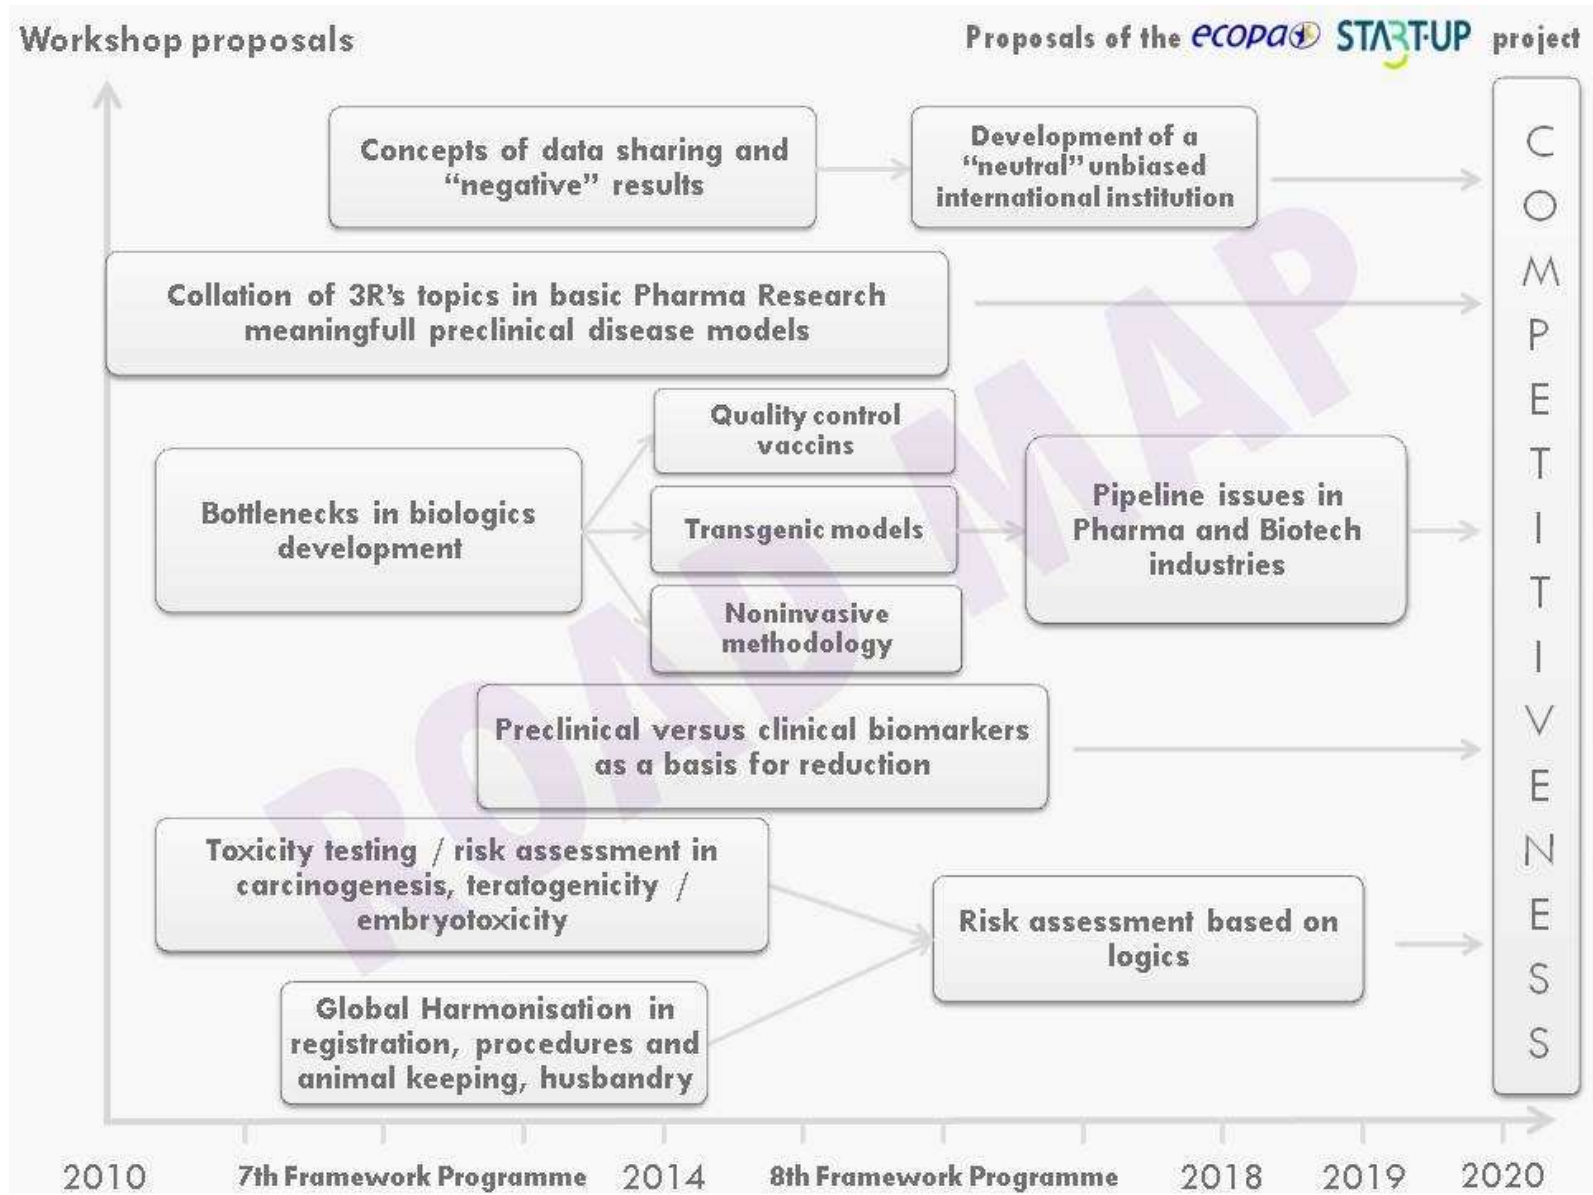 Workshop proposals
Proposals of the ecopa START-UP project
Concepts of data sharing and
“negative” results
Development of a
“neutral” unbiased
international institution
Collation of 3R’s topics in basic Pharma Research
meaningfull preclinical disease models
Bottlenecks in biologics
development
Quality control
vaccins
Transgenic models
Noninvasive
methodology
Pipeline issues in
Pharma and Biotech
industries
Preclinical versus clinical biomarkers
as a basis for reduction
Toxicity testing / risk assessment in
carcinogenesis, teratogenicity /
embryotoxicity
Global Harmonisation in
registration, procedures and
animal keeping, husbandry
Risk assessment based on
logics
COMPETITIVENESS
ROAD MAP
2010 7th Framework Programme 2014 8th Framework Programme 2018 2019 2020